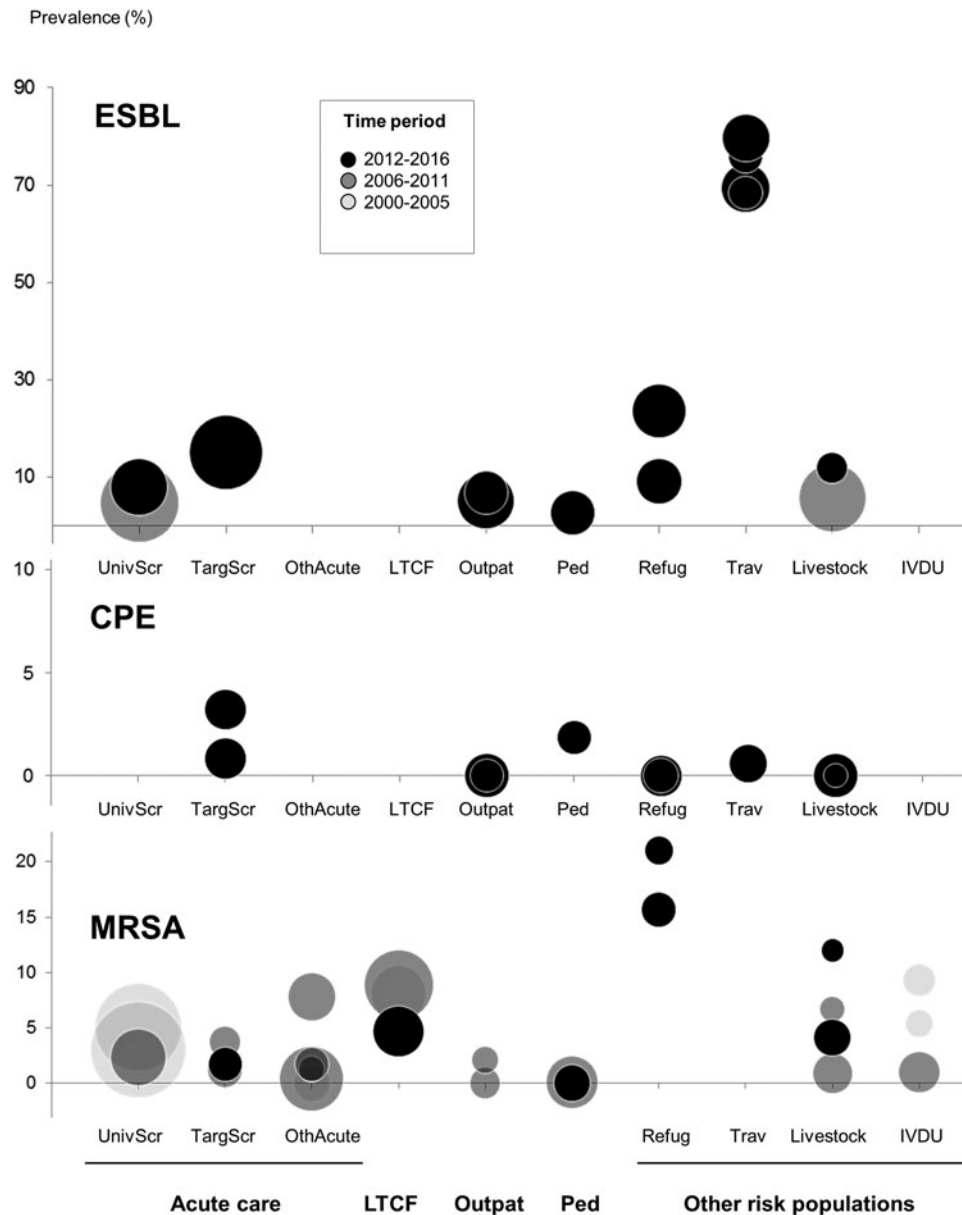 Prevalence (%)
90
ESBL
Time period
2012-2016
2006-2011
2000-2005
70
50
30
10
UnivScr TargScr OthAcute LTCF Outpat Ped Refug Trav Livestock IVDU
10
CPE
5
0
UnivScr TargScr OthAcute LTCF Outpat Ped Refug Trav Livestock IVDU
20
15
MRSA
10
5
0
UnivScr TargScr OthAcute Refug Trav Livestock IVDU
Acute care LTCF Outpat Ped Other risk populations